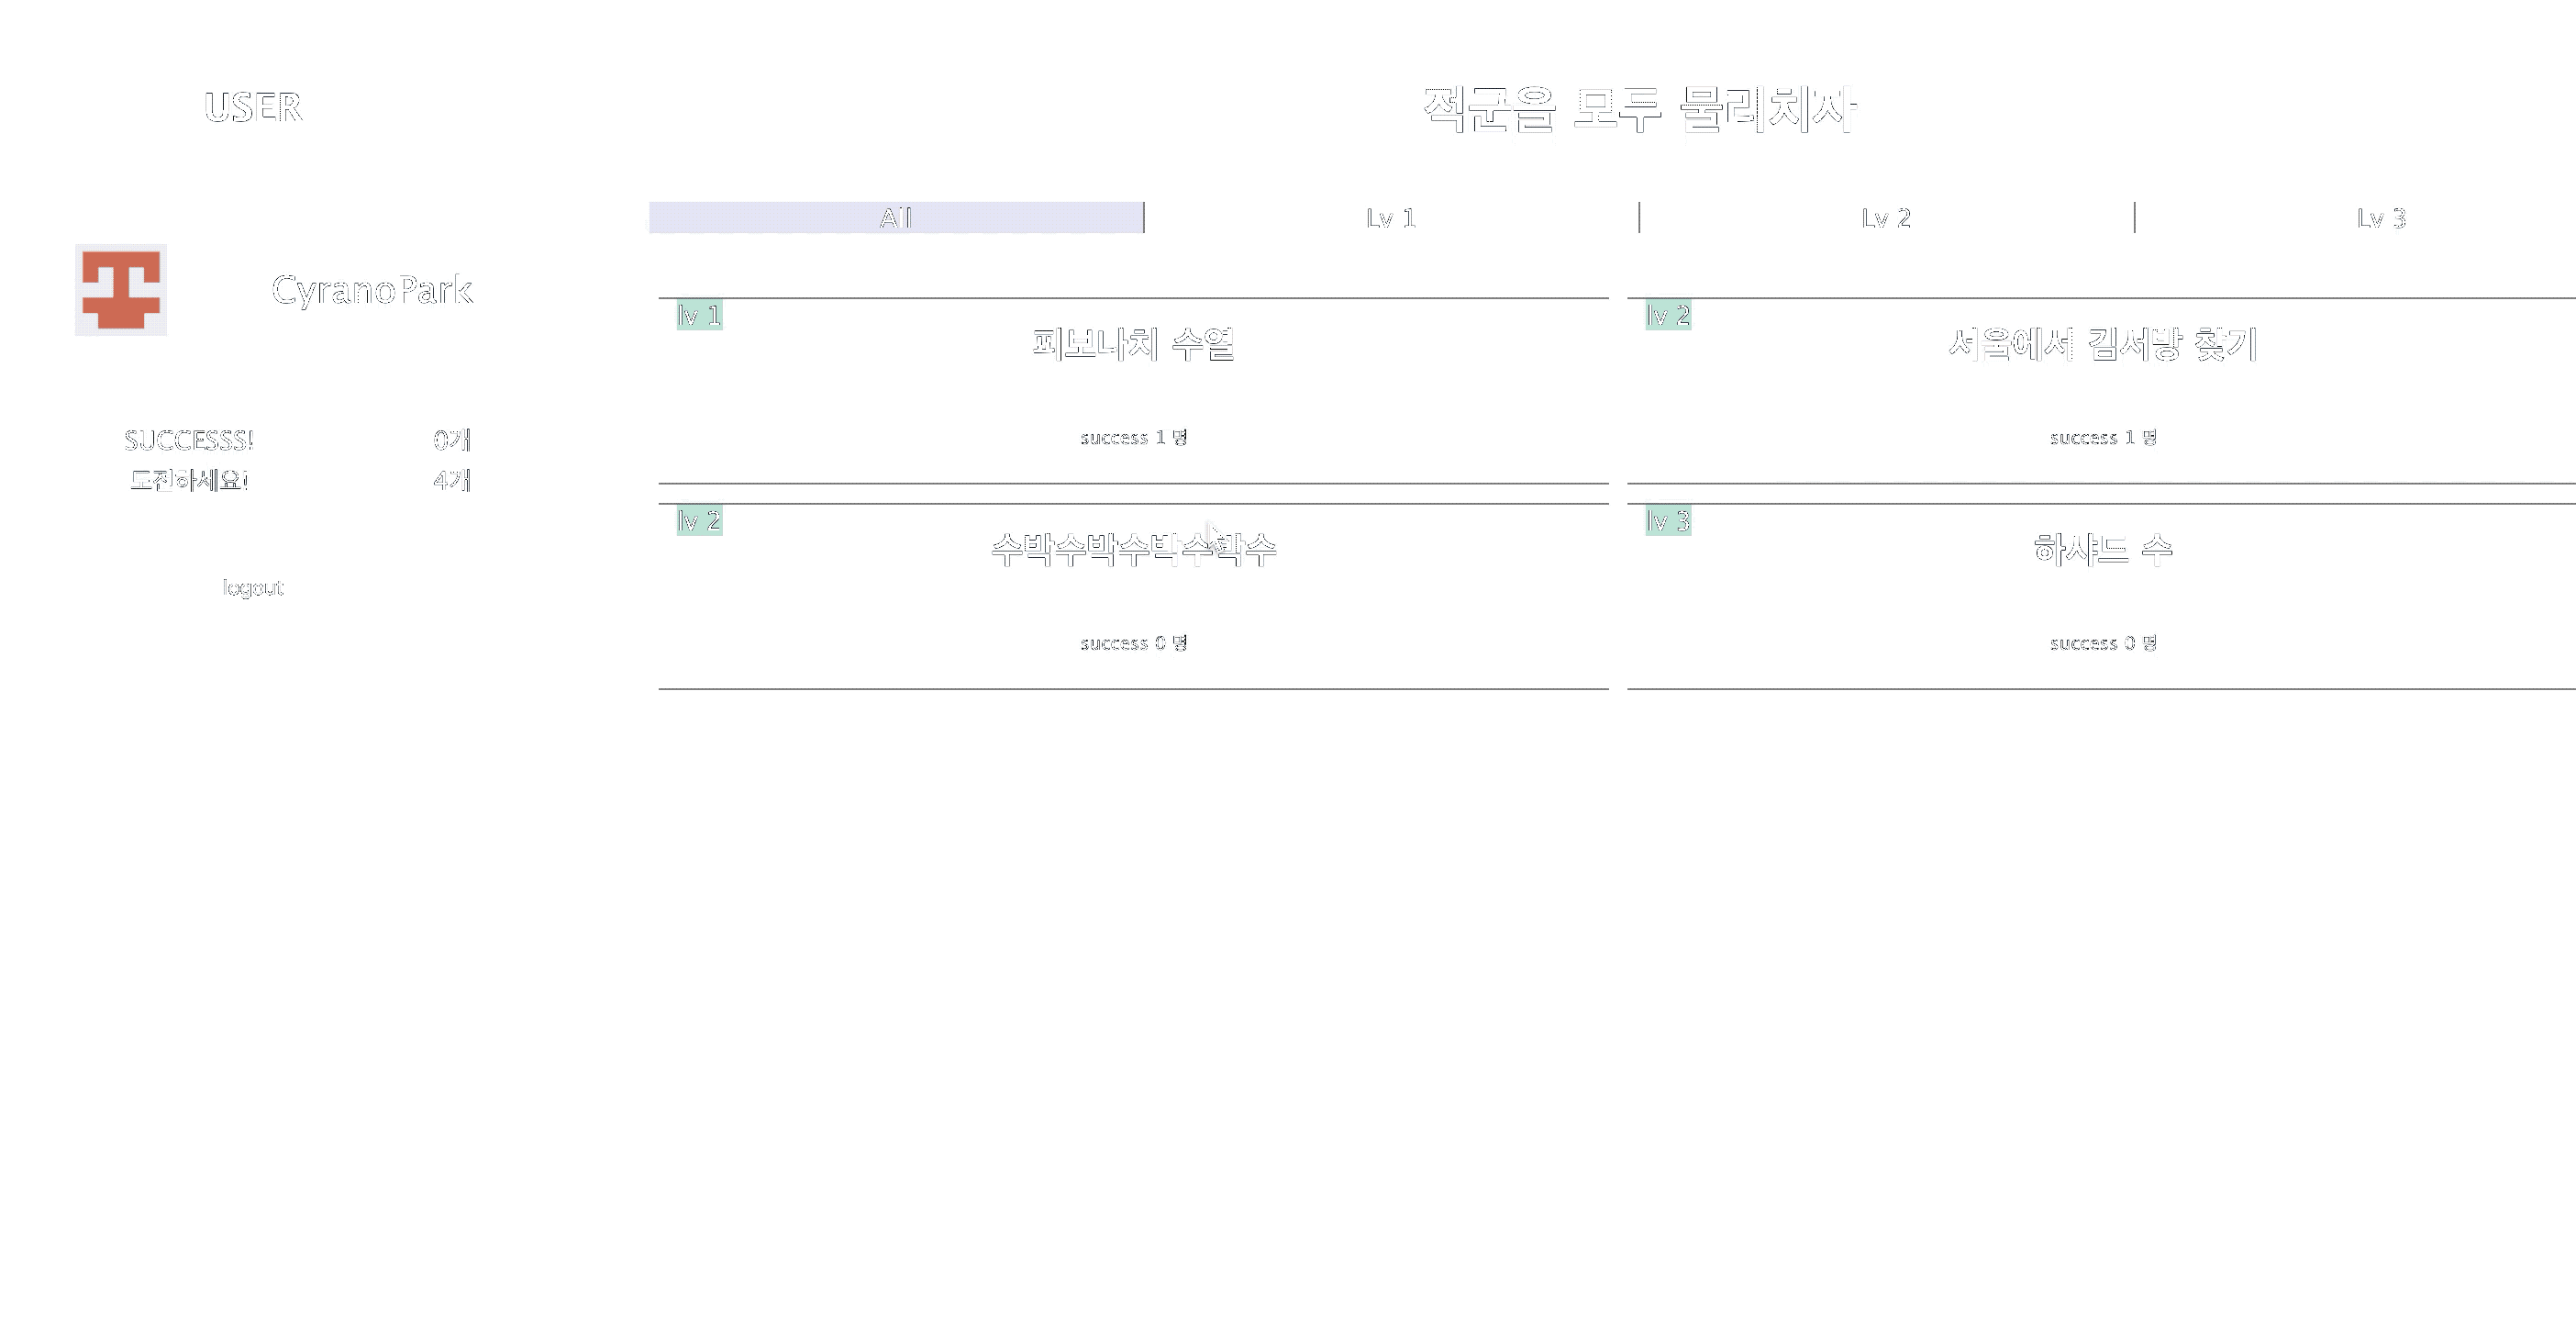 USER
CyranoPark
SUCCESSS! 0개
도전하세요! 4개
logout
적군을 모두 물리치자
All Lv 1 Lv 2 Lv 3
lv 1
피보나치 수열
success 1 명
lv 2
서울에서 김서방 찾기
success 1 명
lv 2
수박수박수박수박수
success 0 명
lv 3
하샤드 수
success 0 명